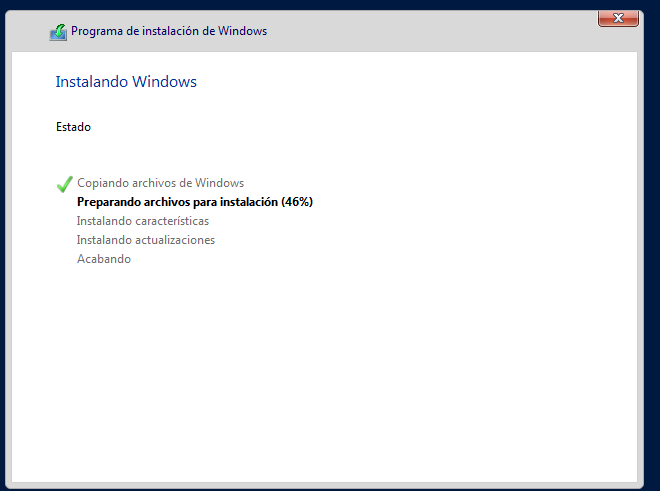 Programa de instalación de Windows
Instalando Windows
Estado
Copiando archivos de Windows
Preparando archivos para instalación (46%)
Instalando características
Instalando actualizaciones
Acabando